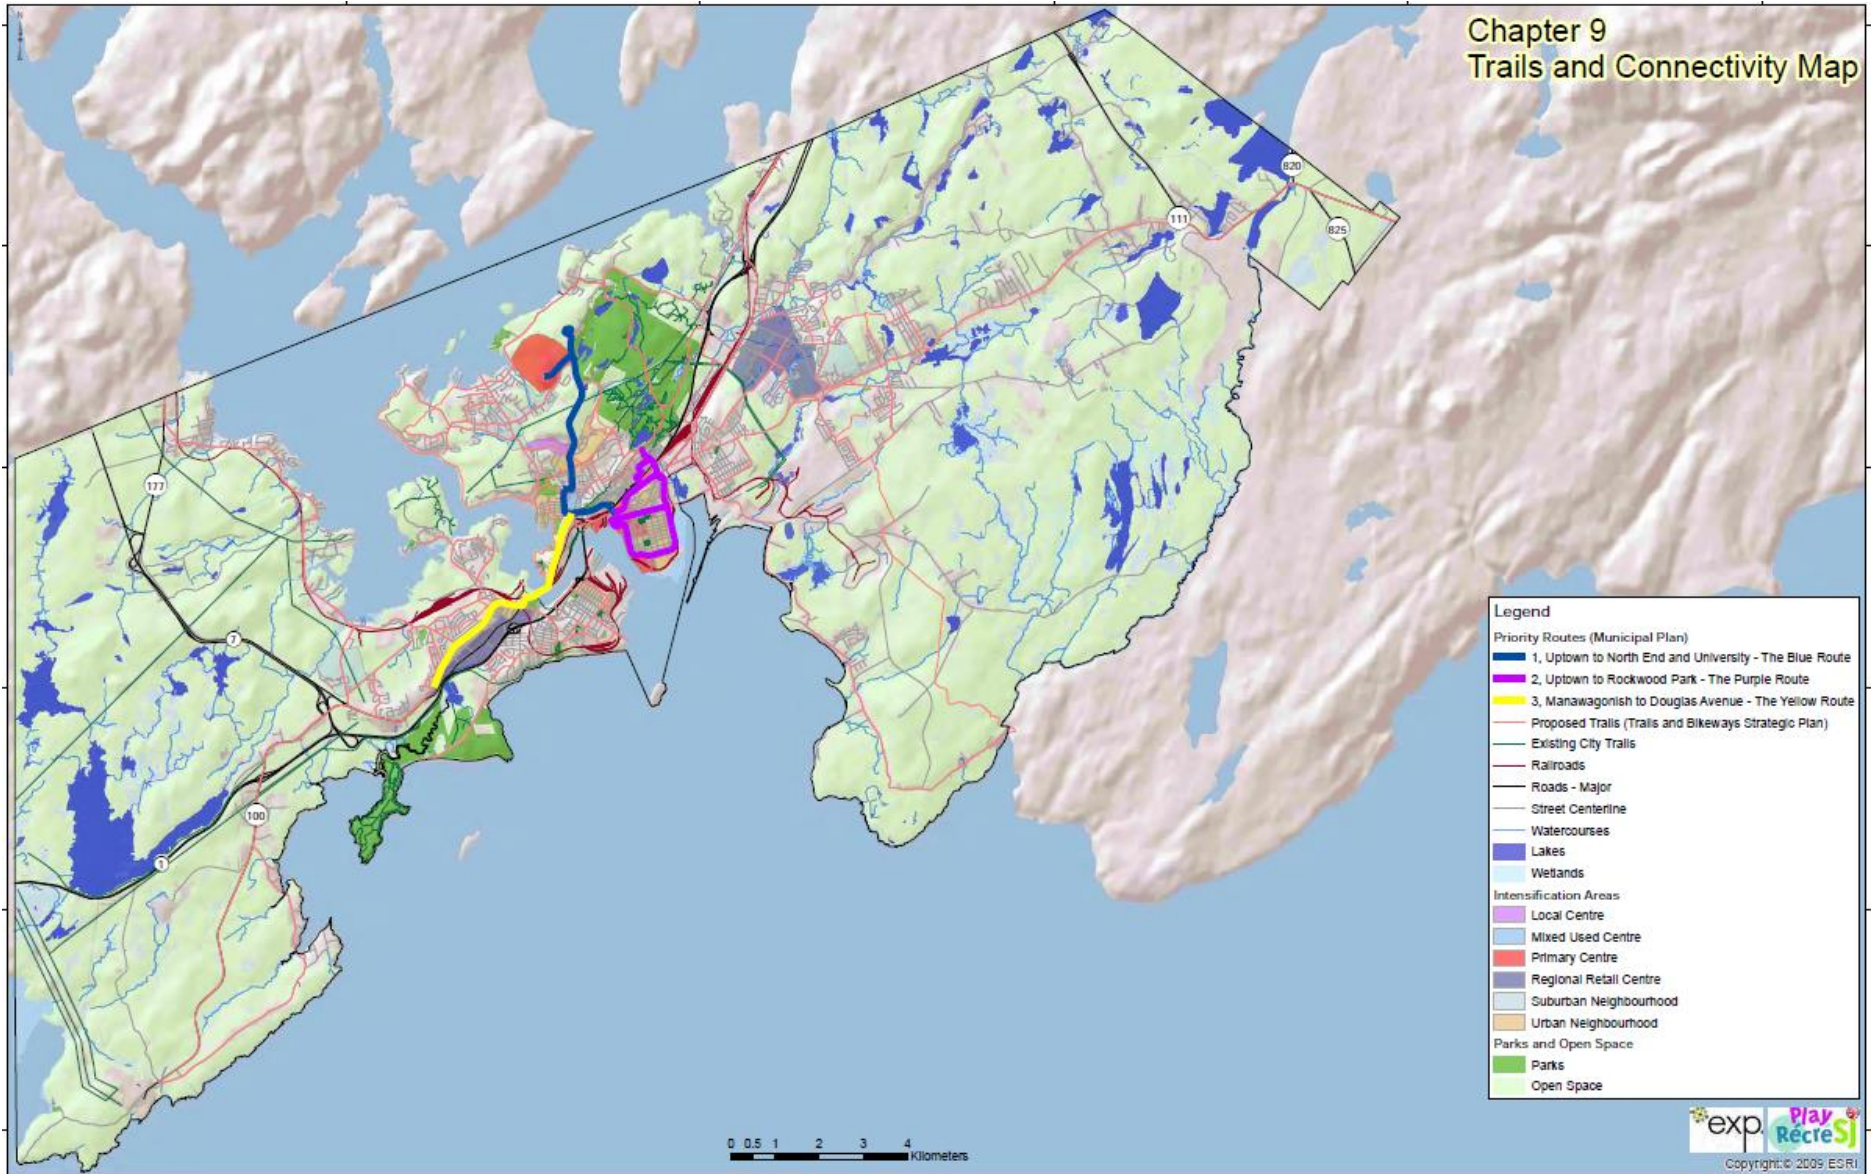 Chapter 9
Trails and Connectivity Map
N
820
111
825
177
7
100
1
Legend
Priority Routes (Municipal Plan)
1, Uptown to North End and University - The Blue Route
2, Uptown to Rockwood Park - The Purple Route
3, Manawagonish to Douglas Avenue - The Yellow Route
Proposed Trails (Trails and Bikeways Strategic Plan)
Existing City Trails
Railroads
Roads - Major
Street Centerline
Watercourses
Lakes
Wetlands
Intensification Areas
Local Centre
Mixed Used Centre
Primary Centre
Regional Retail Centre
Suburban Neighbourhood
Urban Neighbourhood
Parks and Open Space
Parks
Open Space
0 0.5 1 2 3 4
Kilometers
exp.
Play
RécréSJ
Copyright:© 2009 ESRI